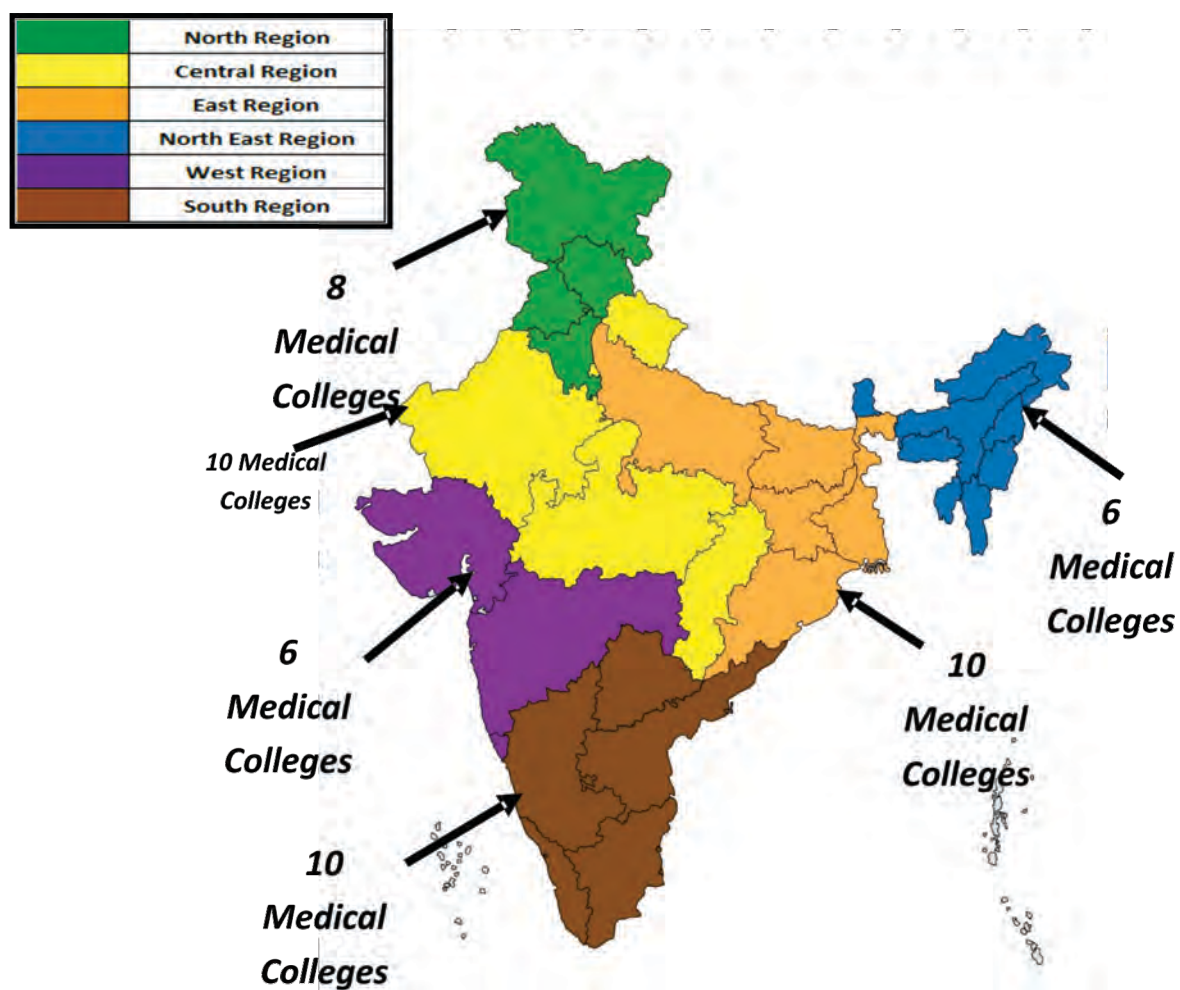 North Region
Central Region
East Region
North East Region
West Region
South Region
8
Medical
Colleges
10 Medical
Colleges
6
Medical
Colleges
6
Medical
Colleges
10
Medical
Colleges
10
Medical
Colleges